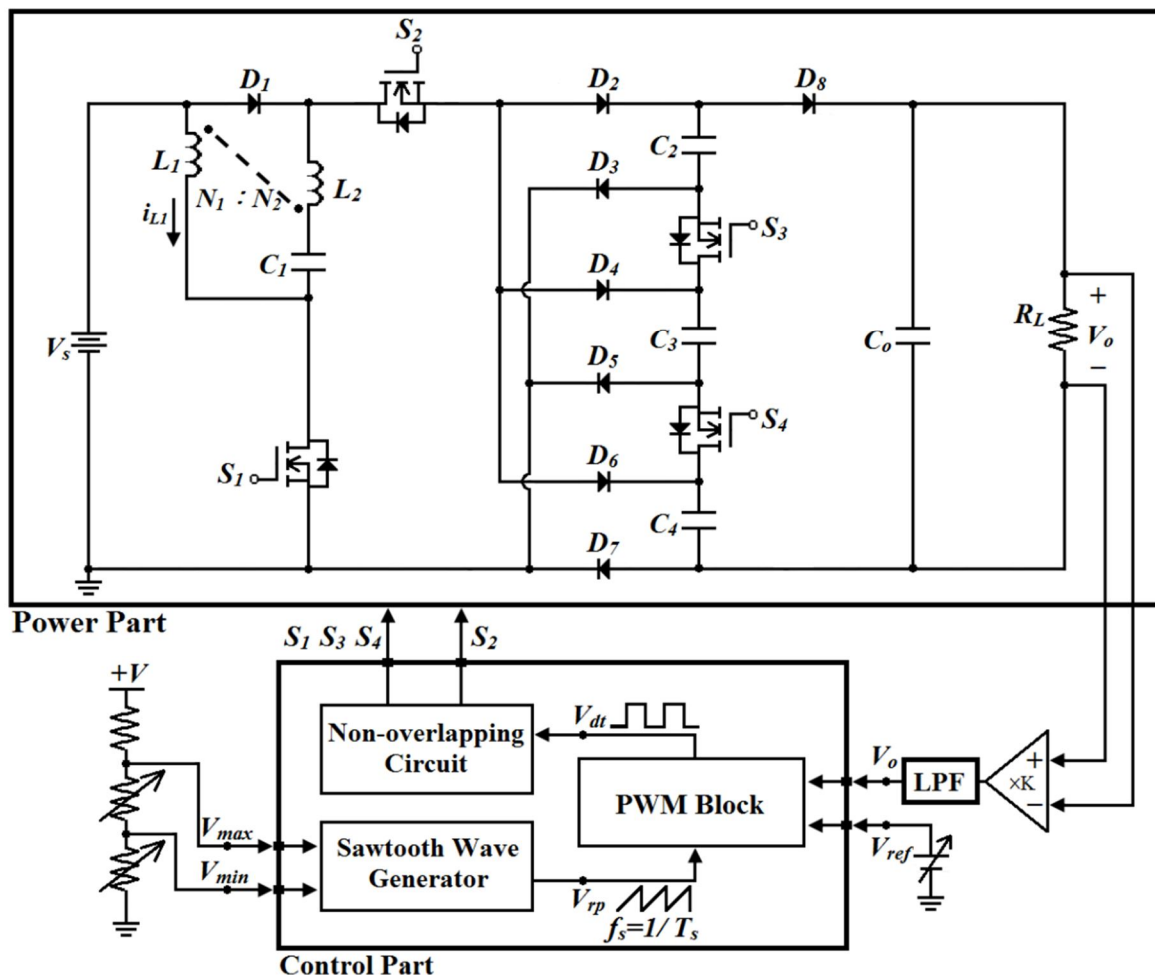 S2
D1
D2
D8
L1
N1 : N2
L2
iL1
C1
C2
D3
S3
D4
C3
D5
S4
D6
C4
D7
Vs
S1
Co
RL
+
Vo
−
Power Part
S1 S3 S4
S2
+V
Vmax
Vmin
Non-overlapping
Circuit
Vdt
PWM Block
Sawtooth Wave
Generator
Vrp
fs=1/ Ts
Vo
LPF
+
×K
−
Vref
Control Part